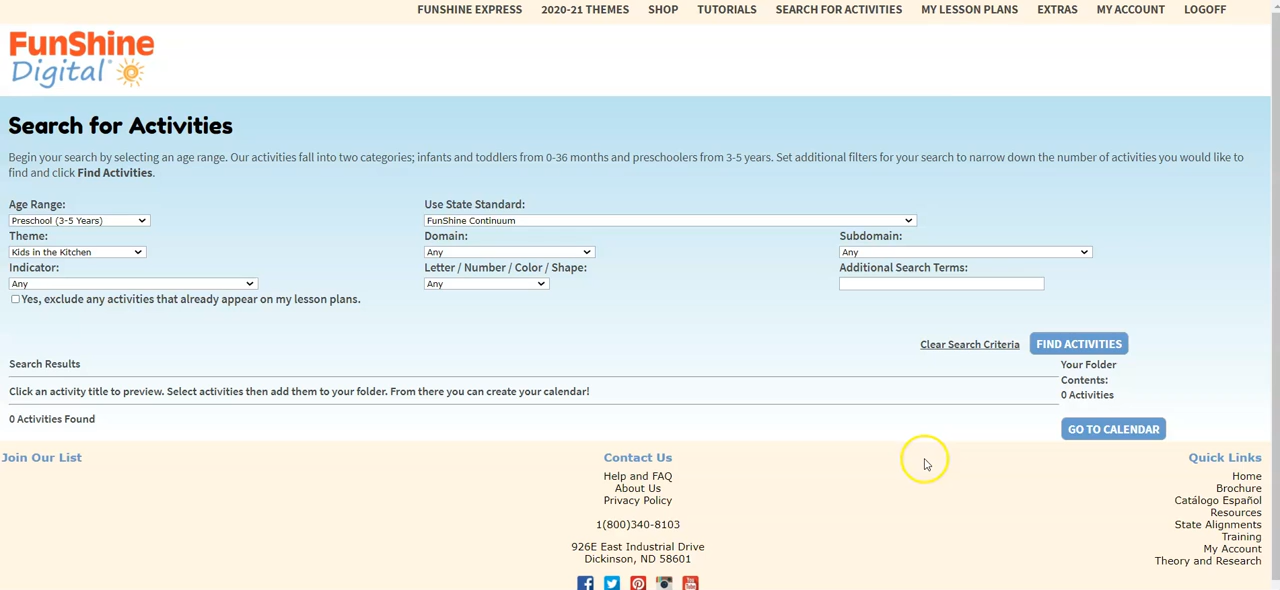 FUNSHINE EXPRESS 2020-21 THEMES SHOP TUTORIALS SEARCH FOR ACTIVITIES MY LESSON PLANS EXTRAS MY ACCOUNT LOGOFF
FunShine
Digital
Search for Activities
Begin your search by selecting an age range. Our activities fall into two categories; infants and toddlers from 0-36 months and preschoolers from 3-5 years. Set additional filters for your search to narrow down the number of activities you would like to
find and click Find Activities.
Age Range: Use State Standard:
Preschool (3-5 Years) FunShine Continuum
Theme: Domain: Subdomain:
Kids in the Kitchen Any Any
Indicator: Letter / Number / Color / Shape: Additional Search Terms:
Any Any
Yes, exclude any activities that already appear on my lesson plans.
Clear Search Criteria FIND ACTIVITIES
Search Results Your Folder
Contents:
Click an activity title to preview. Select activities then add them to your folder. From there you can create your calendar! 0 Activities
0 Activities Found
GO TO CALENDAR
Join Our List Contact Us Quick Links
Help and FAQ Home
About Us Brochure
Privacy Policy Catálogo Español
Resources
1(800)340-8103 State Alignments
Training
926E East Industrial Drive My Account
Dickinson, ND 58601 Theory and Research